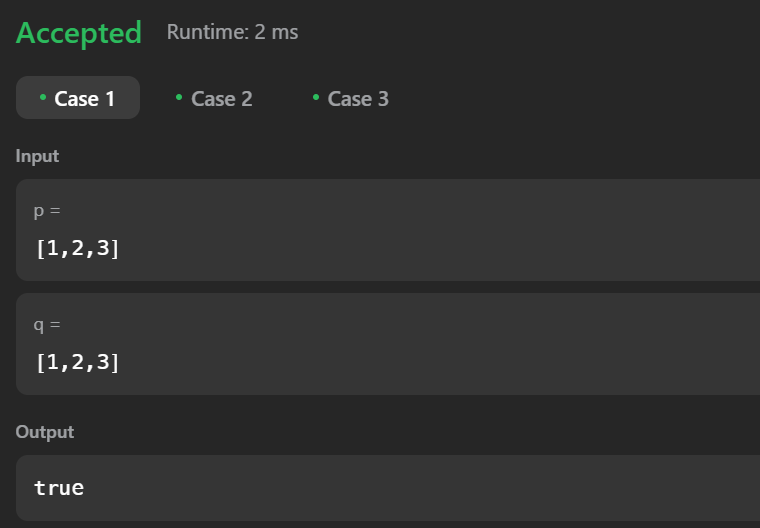 Accepted Runtime: 2 ms
• Case 1 • Case 2 • Case 3
Input
p =
[1,2,3]
q =
[1,2,3]
Output
true